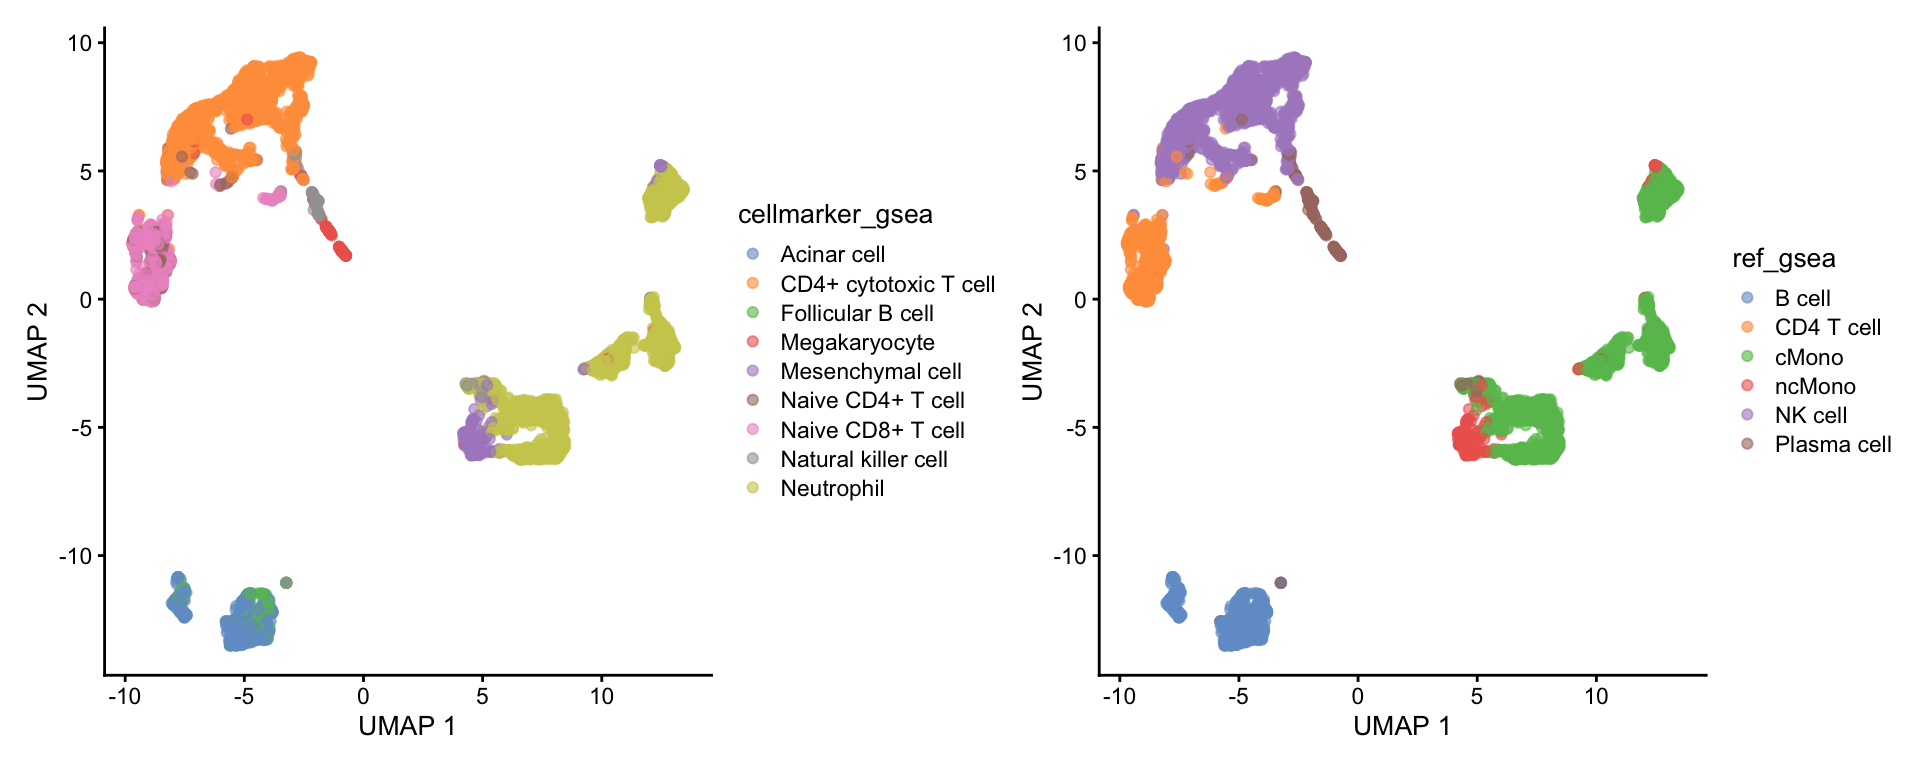 10
5
0
-5
-10
UMAP 2
-10
-5
0
5
10
UMAP 1
cellmarker_gsea
Acinar cell
CD4+ cytotoxic T cell
Follicular B cell
Megakaryocyte
Mesenchymal cell
Naive CD4+ T cell
Naive CD8+ T cell
Natural killer cell
Neutrophil
10
5
0
-5
-10
UMAP 2
-10
-5
0
5
10
UMAP 1
ref_gsea
B cell
CD4 T cell
cMono
ncMono
NK cell
Plasma cell